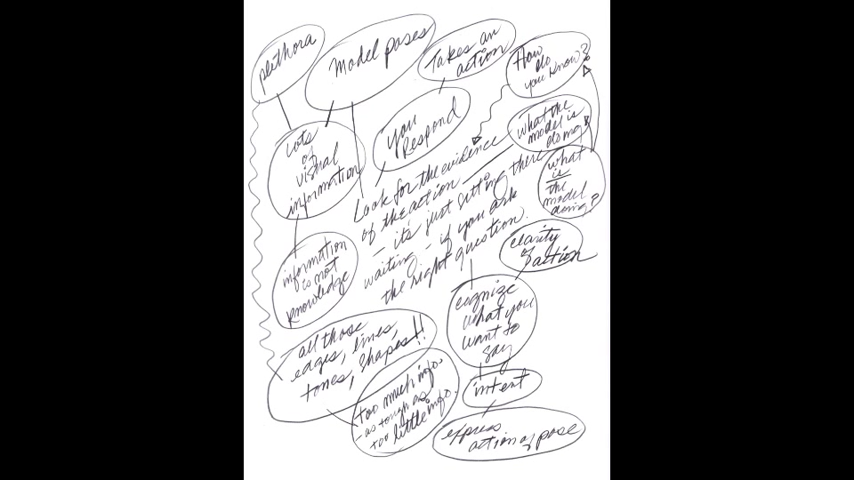 plethora
Model poses
Takes an
action
How
do
you know?
you
Respond
what the
model is
doing
lots
of
visual
information
what
is
the
model
doing?
Look for the evidence
of the action
- it's just sitting there
waiting - if you ask
the right question.
clarity
of action
information
is not
knowledge
cognize
what you
want to
say
all those
edges, lines,
tones, shapes!!
too much info.
- as tough as
too little info.
intent
express
action of pose